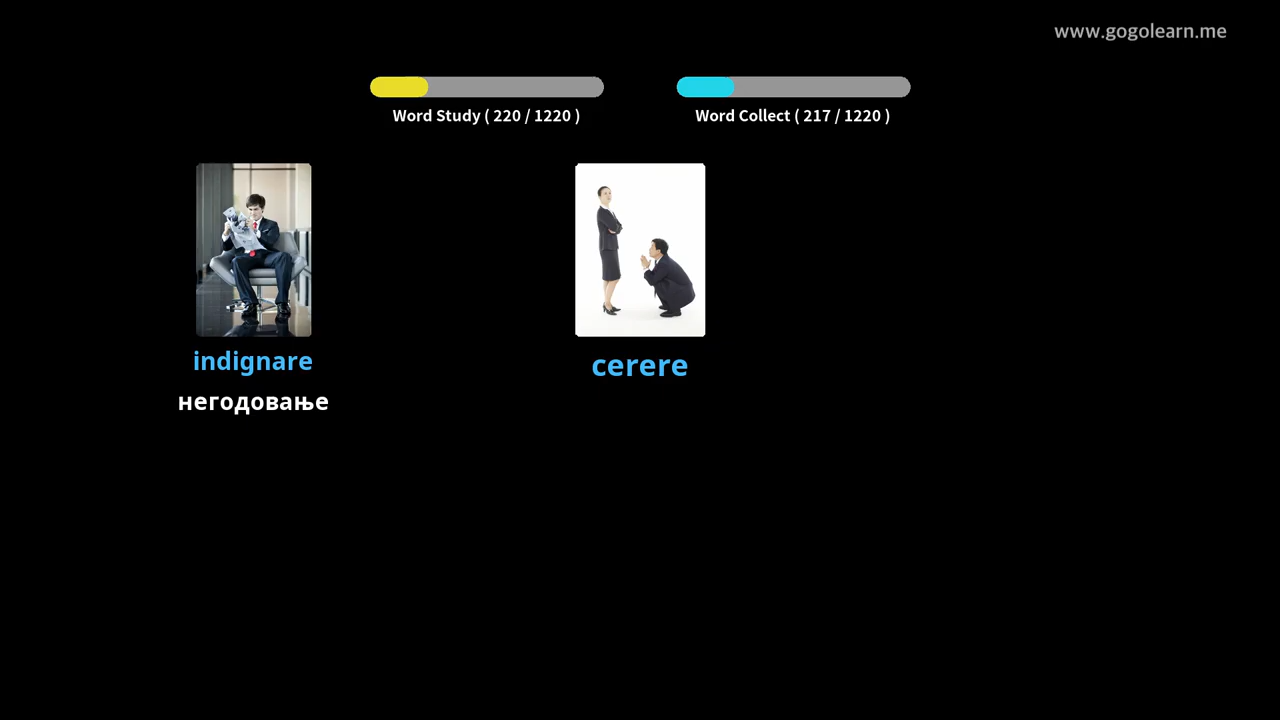 www.gogolearn.me
Word Study ( 220 / 1220 )
Word Collect ( 217 / 1220 )
indignare
негодовање
cerere